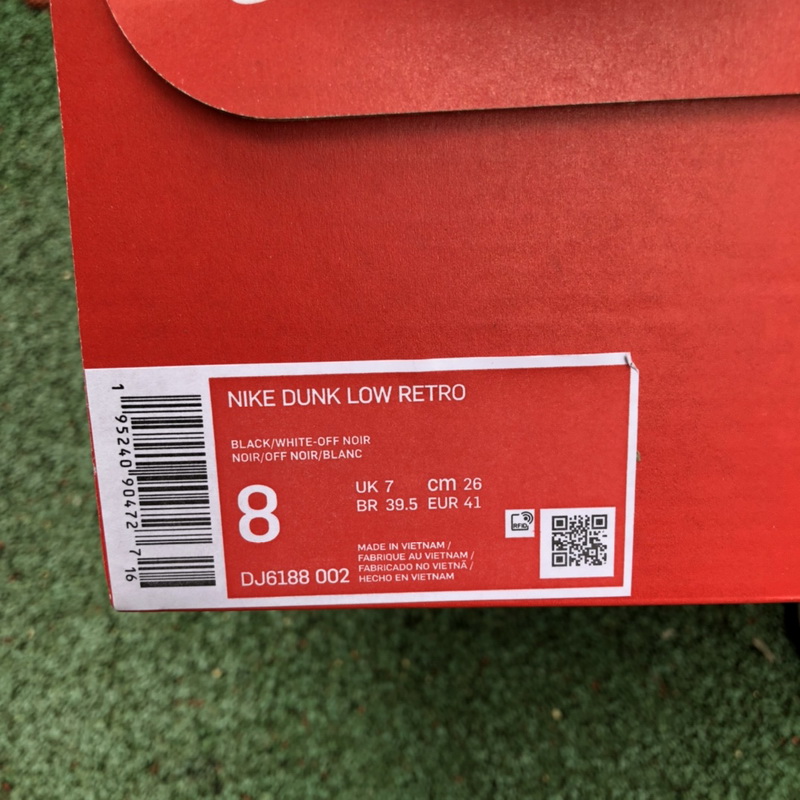 NIKE DUNK LOW RETRO
BLACK/WHITE-OFF NOIR
NOIR/OFF NOIR/BLANC
8
UK 7 cm 26
BR 39.5 EUR 41
DJ6188 002
MADE IN VIETNAM /
FABRIQUE AU VIETNAM /
FABRICADO NO VIETNÃ /
HECHO EN VIETNAM
RFID
1 95240 90472 7 16